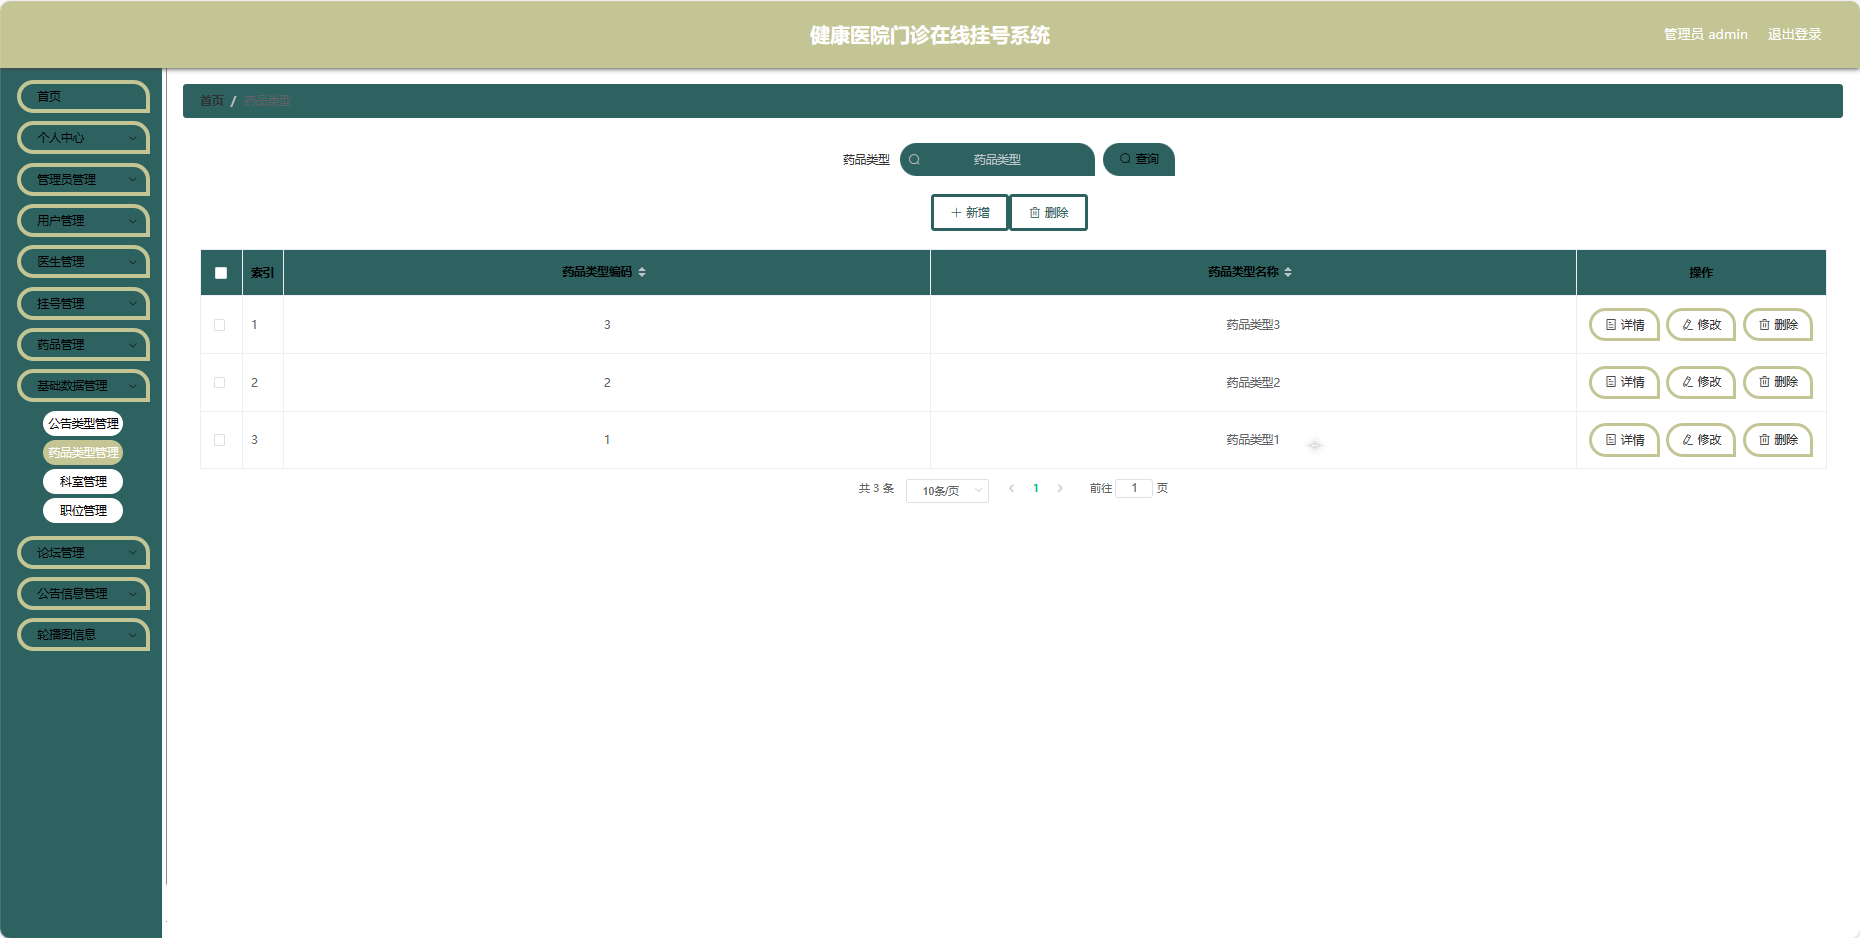 健康医院门诊在线挂号系统
管理员 admin 退出登录
首页
个人中心
管理员管理
用户管理
医生管理
挂号管理
药品管理
基础数据管理
公告类型管理
药品类型管理
科室管理
职位管理
论坛管理
公告信息管理
轮播图信息
首页 / 药品类型
药品类型 药品类型 查询
新增 删除
索引 药品类型编码 药品类型名称 操作
1 3 药品类型3 详情 修改 删除
2 2 药品类型2 详情 修改 删除
3 1 药品类型1 详情 修改 删除
共 3 条 10条/页 1 前往 1 页